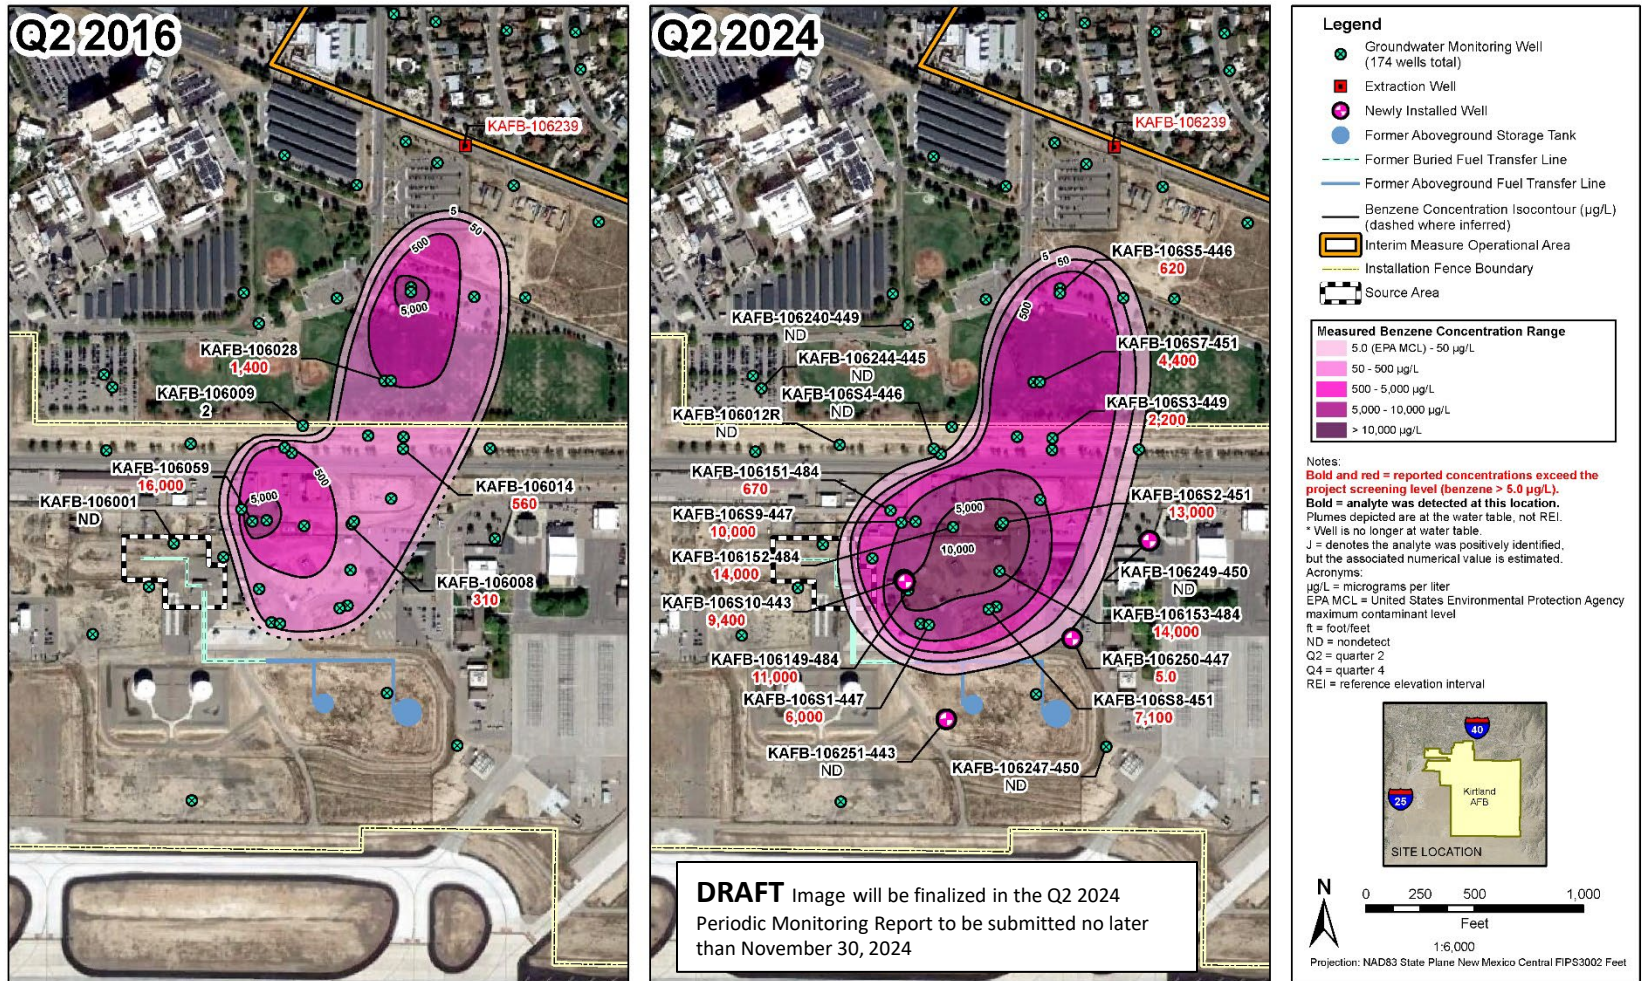 Q2 2016
KAFB-106239
5
50
500
5,000
KAFB-106028
1,400
KAFB-106009
2
KAFB-106059
16,000
5,000
500
KAFB-106001
ND
KAFB-106014
560
KAFB-106008
310
Q2 2024
KAFB-106239
5
50
500
KAFB-106S5-446
620
KAFB-106240-449
ND
KAFB-106244-445
ND
KAFB-106S7-451
4,400
KAFB-106S4-446
ND
KAFB-106012R
ND
KAFB-106S3-449
2,200
KAFB-106151-484
670
5,000
KAFB-106S2-451
13,000
KAFB-106S9-447
10,000
10,000
KAFB-106152-484
14,000
KAFB-106249-450
ND
KAFB-106S10-443
9,400
KAFB-106153-484
14,000
KAFB-106149-484
11,000
KAFB-106250-447
5.0
KAFB-106S1-447
6,000
KAFB-106S8-451
7,100
KAFB-106251-443
ND
KAFB-106247-450
ND
DRAFT Image will be finalized in the Q2 2024
Periodic Monitoring Report to be submitted no later
than November 30, 2024
Legend
Groundwater Monitoring Well
(174 wells total)
Extraction Well
Newly Installed Well
Former Aboveground Storage Tank
Former Buried Fuel Transfer Line
Former Aboveground Fuel Transfer Line
Benzene Concentration Isocontour (µg/L)
(dashed where inferred)
Interim Measure Operational Area
Installation Fence Boundary
Source Area
Measured Benzene Concentration Range
5.0 (EPA MCL) - 50 µg/L
50 - 500 µg/L
500 - 5,000 µg/L
5,000 - 10,000 µg/L
> 10,000 µg/L
Notes:
Bold and red = reported concentrations exceed the
project screening level (benzene > 5.0 µg/L).
Bold = analyte was detected at this location.
Plumes depicted are at the water table, not REI.
* Well is no longer at water table.
J = denotes the analyte was positively identified,
but the associated numerical value is estimated.
Acronyms:
µg/L = micrograms per liter
EPA MCL = United States Environmental Protection Agency
maximum contaminant level
ft = foot/feet
ND = nondetect
Q2 = quarter 2
Q4 = quarter 4
REI = reference elevation interval
40
25
Kirtland
AFB
SITE LOCATION
N
0 250 500 1,000
Feet
1:6,000
Projection: NAD83 State Plane New Mexico Central FIPS3002 Feet